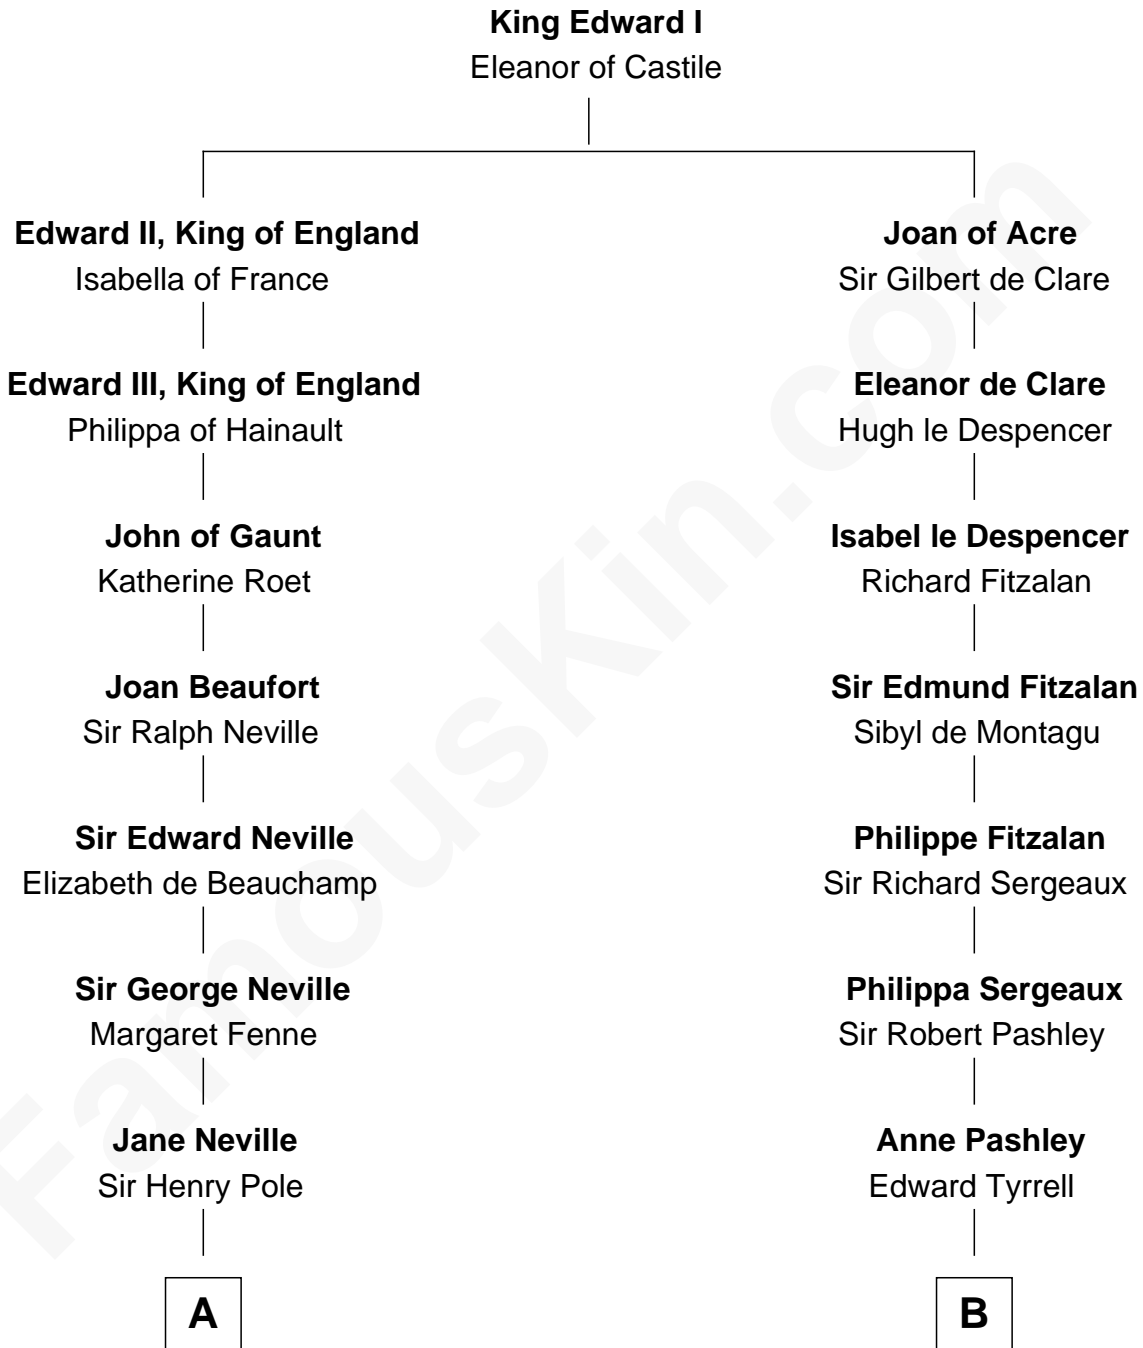 King Edward I
Eleanor of Castile
Edward II, King of England
Isabella of France
Edward III, King of England
Philippa of Hainault
John of Gaunt
Katherine Roet
Joan Beaufort
Sir Ralph Neville
Sir Edward Neville
Elizabeth de Beauchamp
Sir George Neville
Margaret Fenne
Jane Neville
Sir Henry Pole
A
Joan of Acre
Sir Gilbert de Clare
Eleanor de Clare
Hugh le Despencer
Isabel le Despencer
Richard Fitzalan
Sir Edmund Fitzalan
Sibyl de Montagu
Philippe Fitzalan
Sir Richard Sergeaux
Philippa Sergeaux
Sir Robert Pashley
Anne Pashley
Edward Tyrrell
B
FamousKin.com